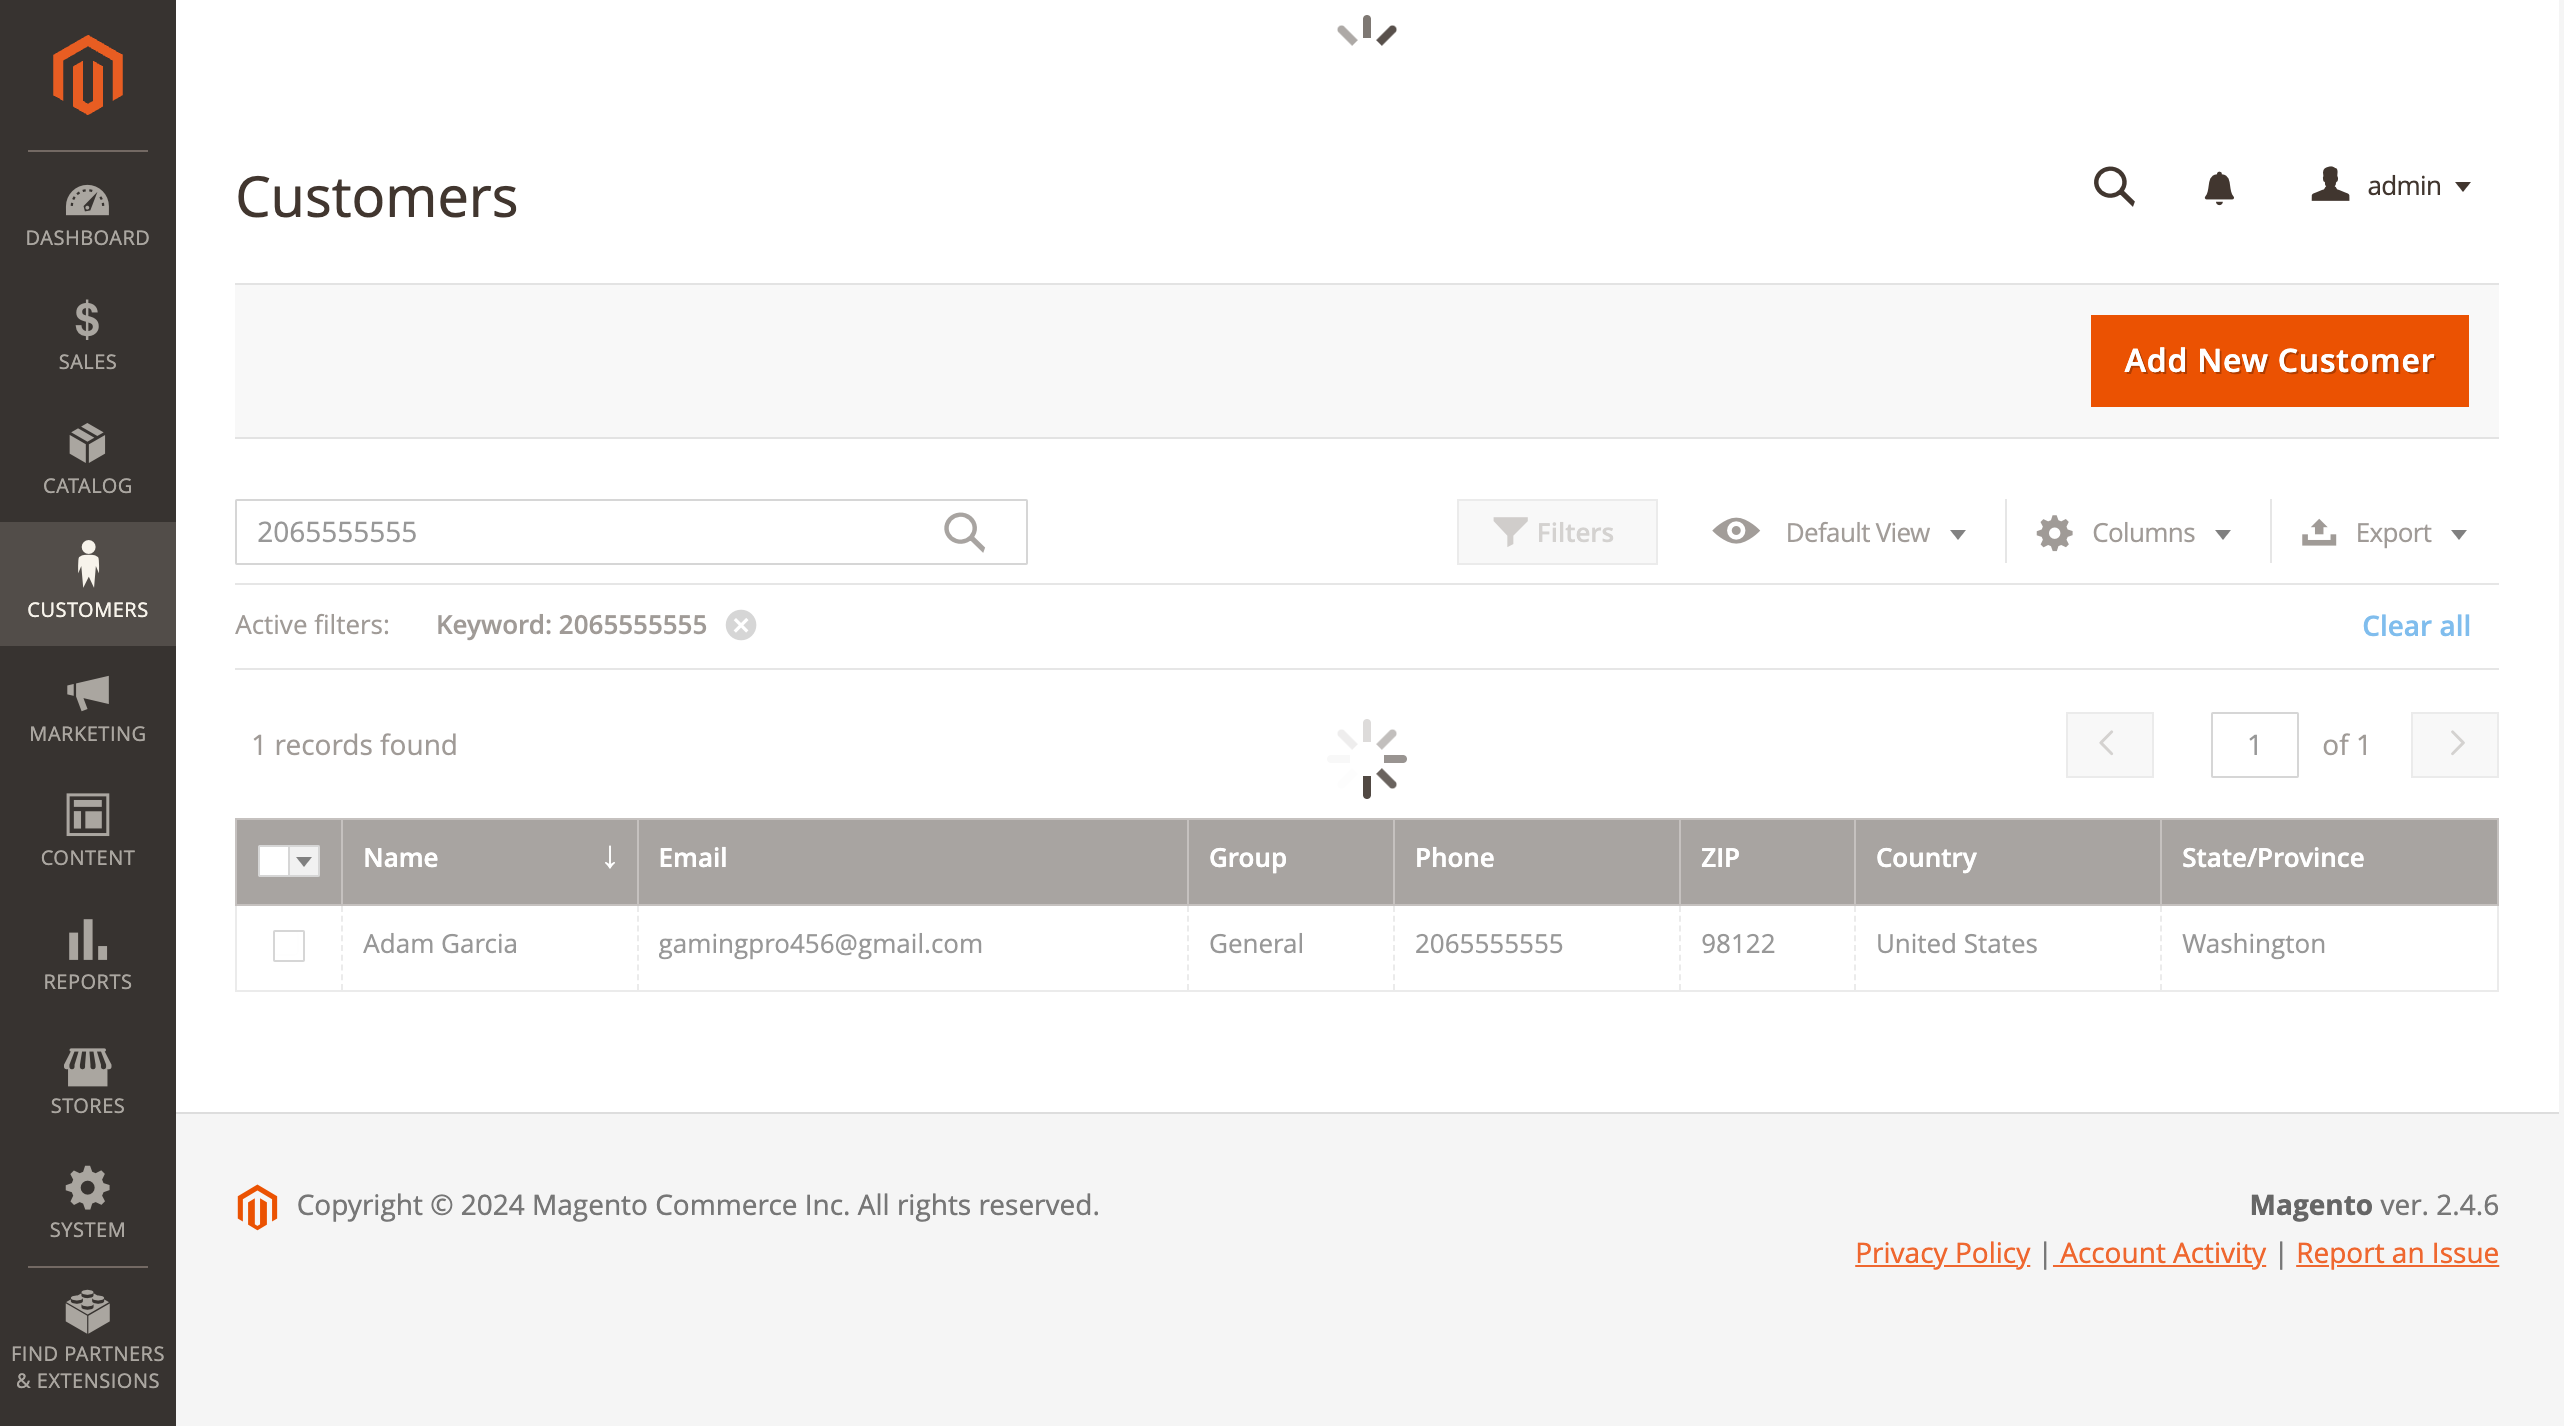 Customers
admin
DASHBOARD
SALES
CATALOG
CUSTOMERS
MARKETING
CONTENT
REPORTS
STORES
SYSTEM
FIND PARTNERS
& EXTENSIONS
Add New Customer
2065555555
Filters
Default View
Columns
Export
Active filters: Keyword: 2065555555
Clear all
1 records found
1 of 1
Name ↓ Email Group Phone ZIP Country State/Province
Adam Garcia gamingpro456@gmail.com General 2065555555 98122 United States Washington
Copyright © 2024 Magento Commerce Inc. All rights reserved.
Magento ver. 2.4.6
Privacy Policy | Account Activity | Report an Issue